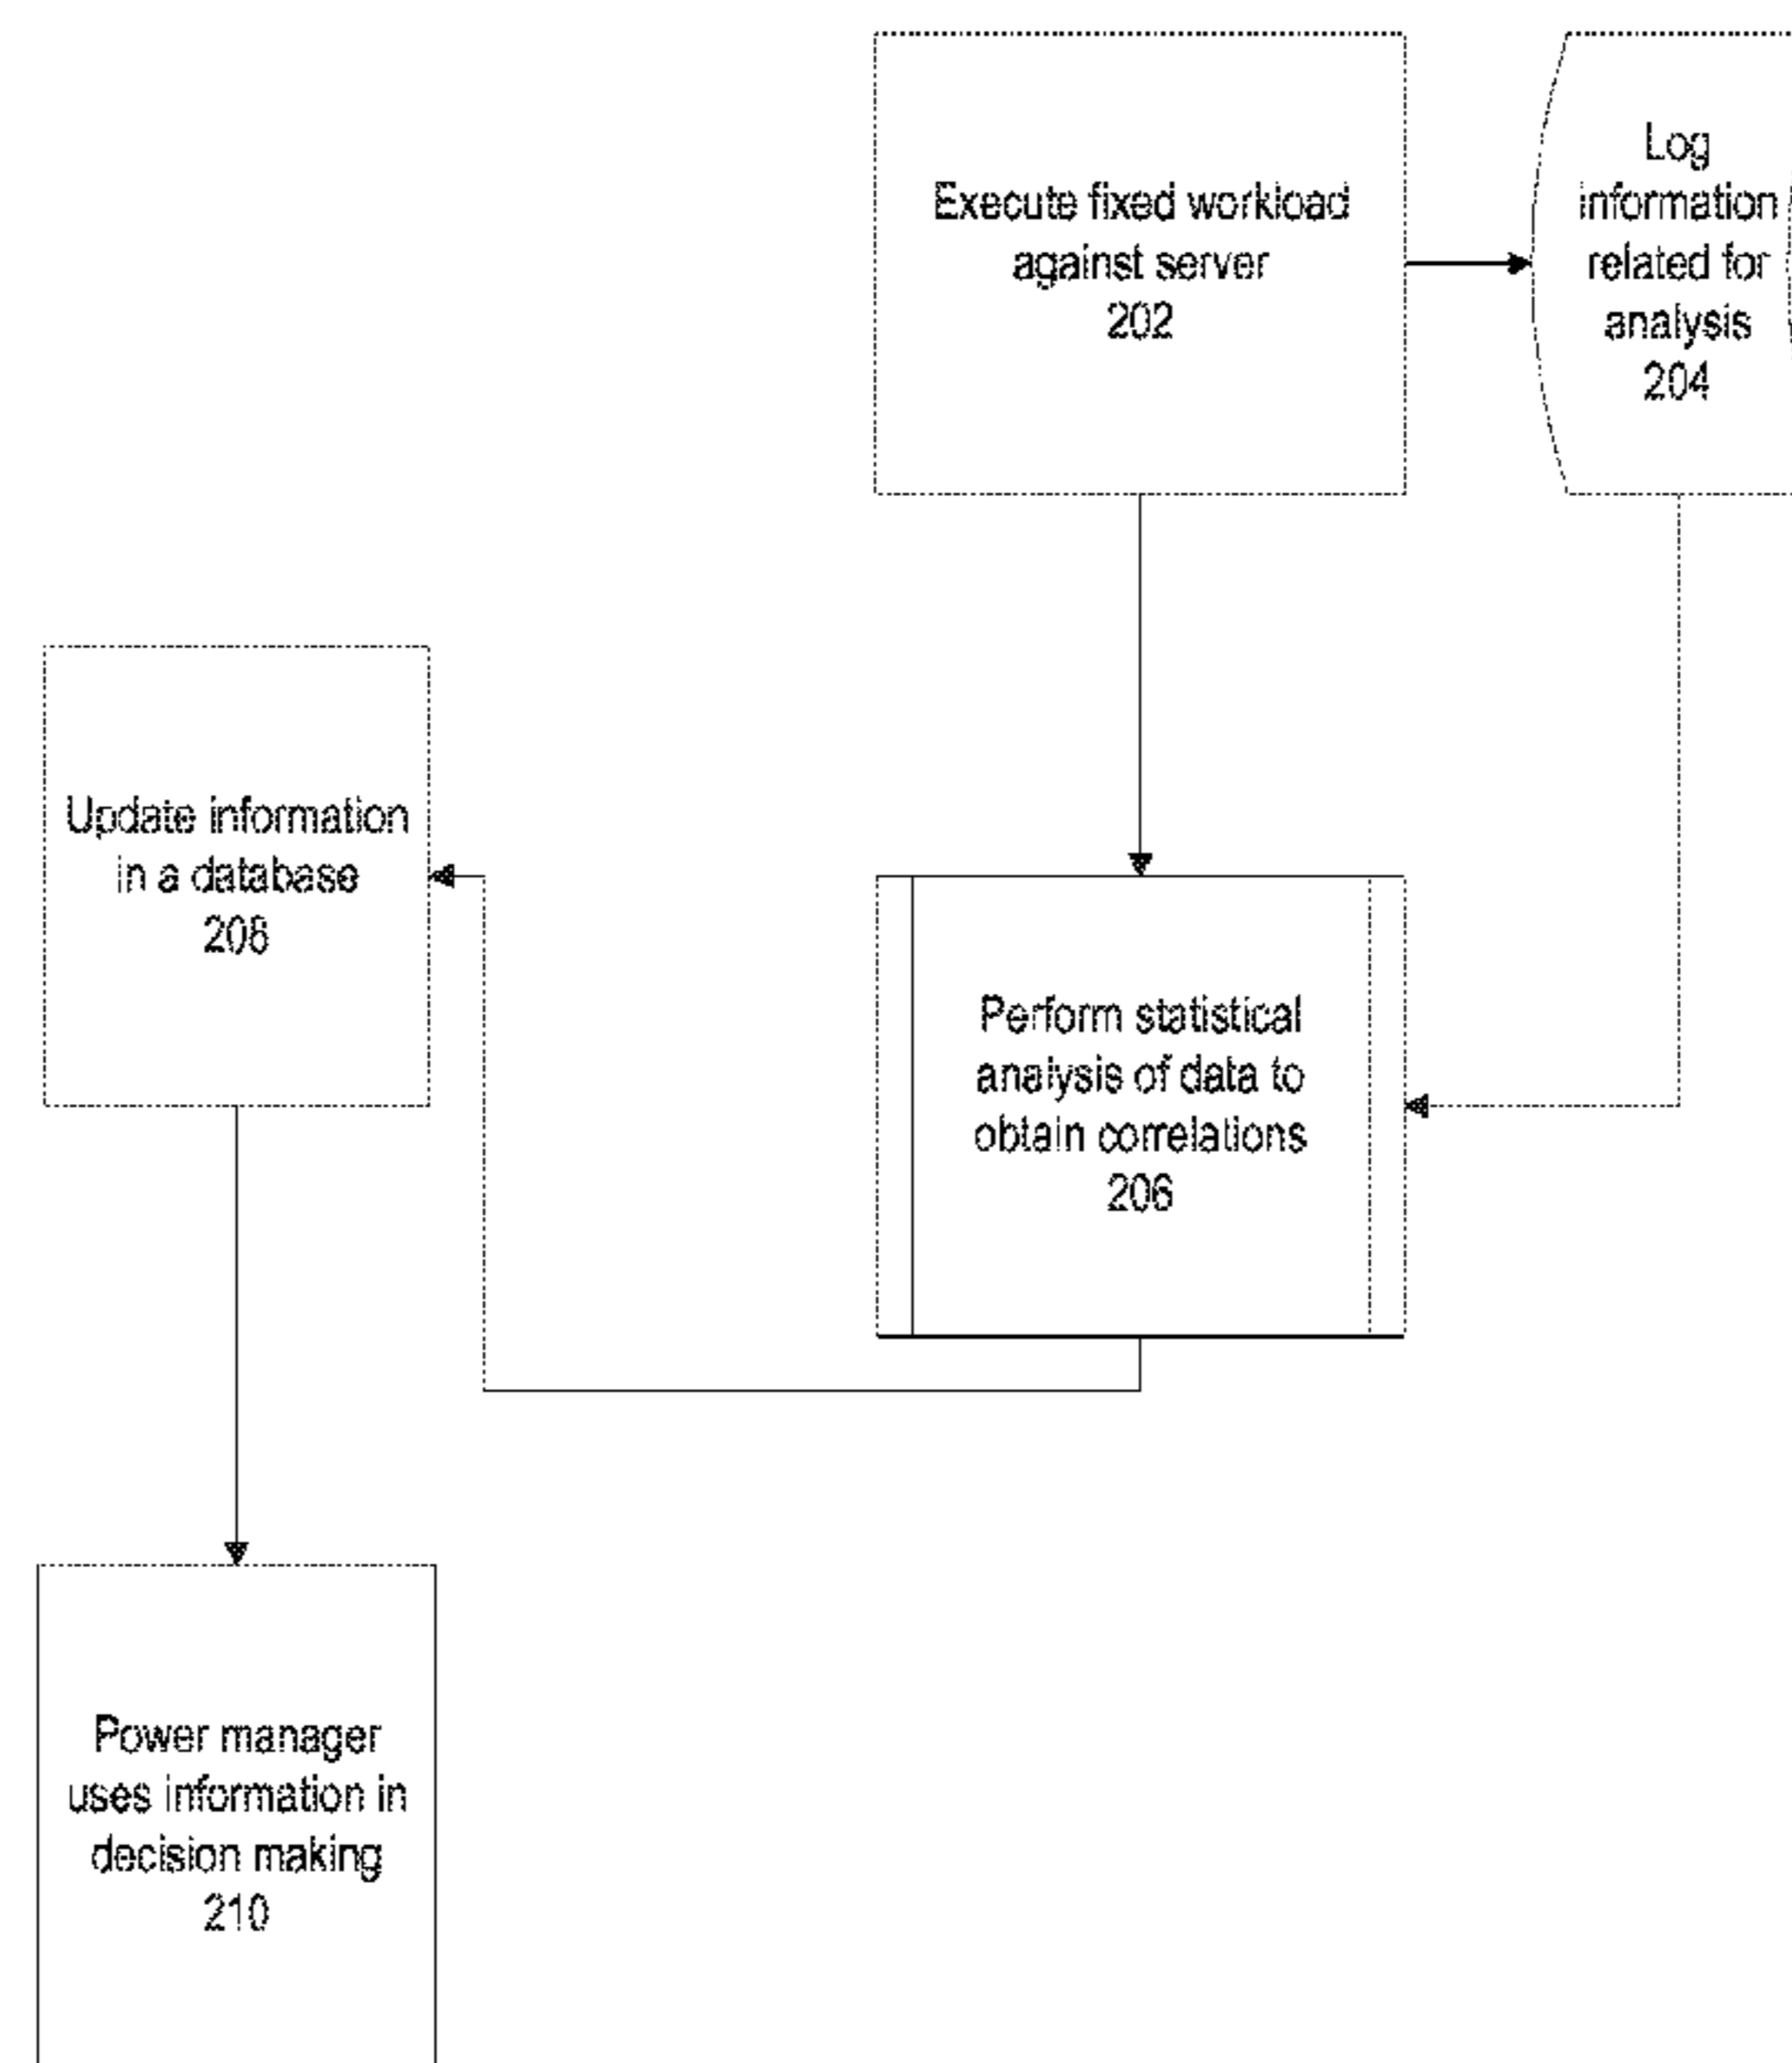 Execute fixed workload
against server
202
Log
information
related for
analysis
204
Update information
in a database
208
Perform statistical
analysis of data to
obtain correlations
206
Power manager
uses information in
decision making
210